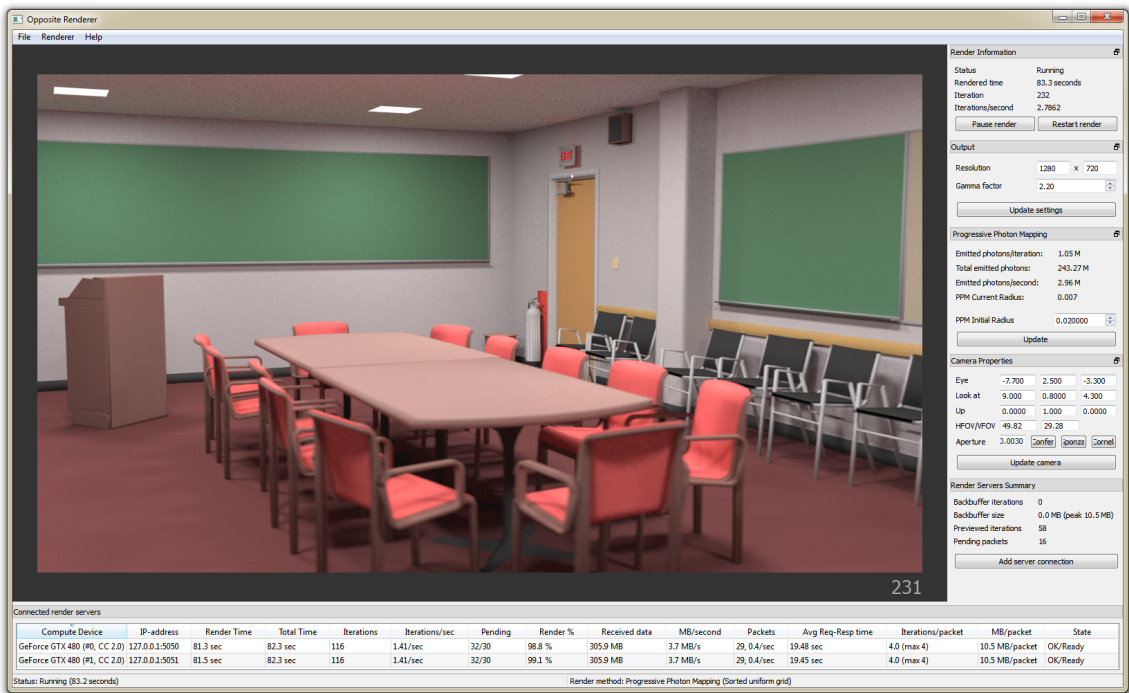 Opposite Renderer
File Renderer Help
EXIT
231
Render Information
Status Running
Rendered time 83.3 seconds
Iteration 232
Iterations/second 2.7862
Pause render Restart render
Output
Resolution 1280 x 720
Gamma factor 2.20
Update settings
Progressive Photon Mapping
Emitted photons/iteration: 1.05 M
Total emitted photons: 243.27 M
Emitted photons/second: 2.96 M
PPM Current Radius: 0.007
PPM Initial Radius 0.020000
Update
Camera Properties
Eye -7.700 2.500 -3.300
Look at 9.000 0.8000 4.300
Up 0.0000 1.000 0.0000
HFOV/VFOV 49.82 29.28
Aperture 0.0030 Confer Sponza Cornel
Update camera
Render Servers Summary
Backbuffer iterations 0
Backbuffer size 0.0 MB (peak 10.5 MB)
Previewed iterations 58
Pending packets 16
Add server connection
Connected render servers
Compute Device IP-address Render Time Total Time Iterations Iterations/sec Pending Render % Received data MB/second Packets Avg Req-Resp time Iterations/packet MB/packet State
GeForce GTX 480 (#0, CC 2.0) 127.0.0.1:5050 81.3 sec 82.3 sec 116 1.41/sec 32/30 98.8 % 305.9 MB 3.7 MB/s 29, 0.4/sec 19.48 sec 4.0 (max 4) 10.5 MB/packet OK/Ready
GeForce GTX 480 (#1, CC 2.0) 127.0.0.1:5051 81.5 sec 82.3 sec 116 1.41/sec 32/30 99.1 % 305.9 MB 3.7 MB/s 29, 0.4/sec 19.45 sec 4.0 (max 4) 10.5 MB/packet OK/Ready
Status: Running (83.2 seconds) Render method: Progressive Photon Mapping (Sorted uniform grid)